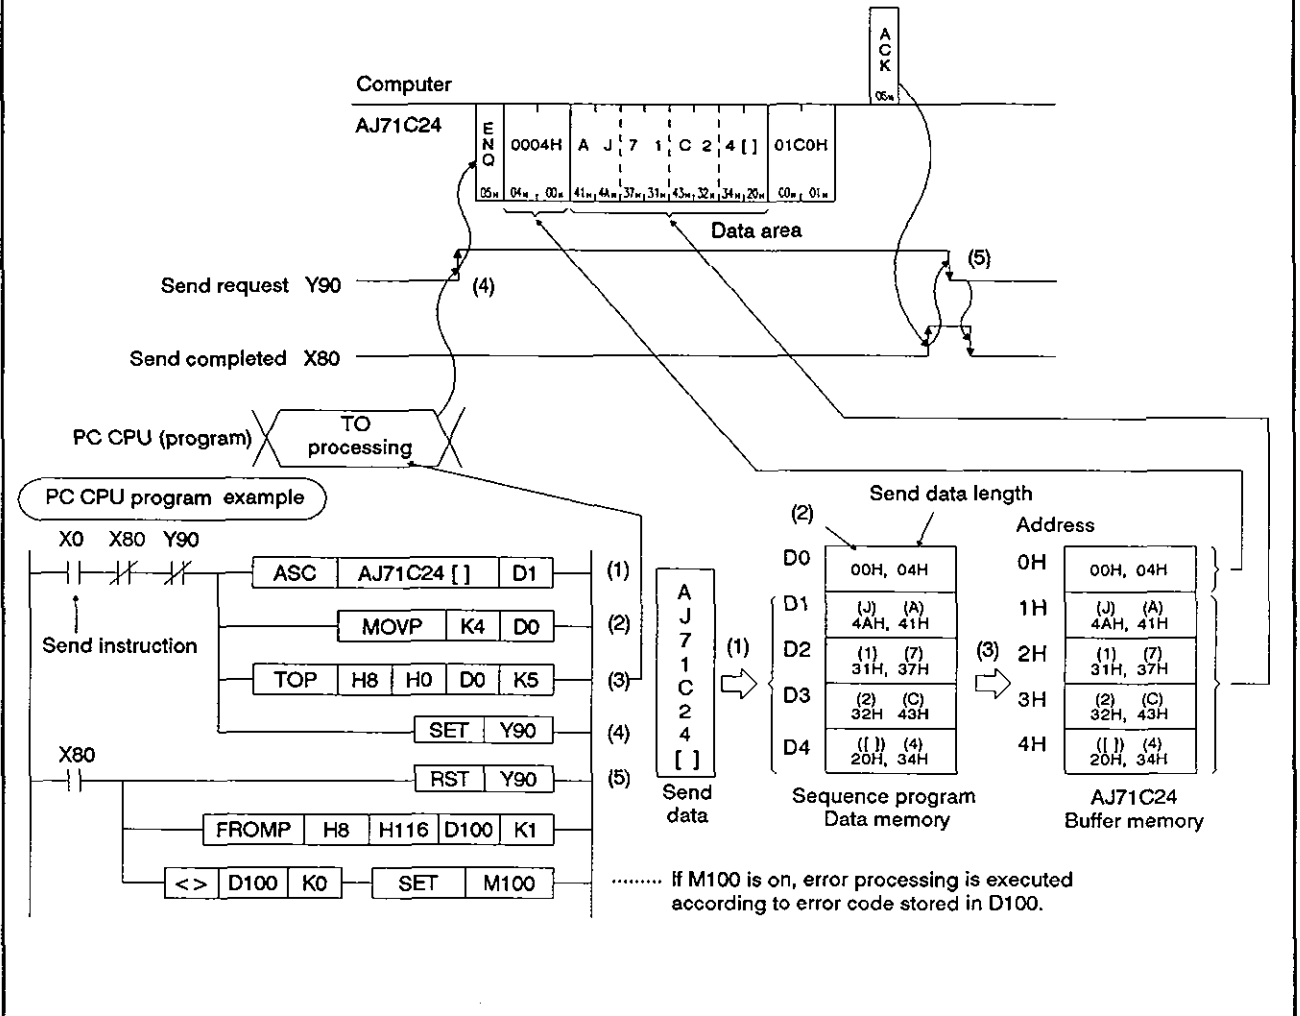 ACK
05H
Computer
AJ71C24
ENQ 0004H A J 7 1 C 2 4 [ ] 01C0H
05H 04H, 00H 41H, 4AH, 37H, 31H, 43H, 32H, 34H, 20H C0H, 01H
Data area
Send request Y90
(4)
(5)
Send completed X80
PC CPU (program)
TO
processing
PC CPU program example
X0 X80 Y90
ASC AJ71C24 [ ] D1 (1)
Send instruction
MOVP K4 D0 (2)
TOP H8 H0 D0 K5 (3)
SET Y90 (4)
X80
RST Y90 (5)
FROMP H8 H116 D100 K1
<> D100 K0 SET M100
········· If M100 is on, error processing is executed
according to error code stored in D100.
AJ71C24[ ]
Send
data
(1)
Send data length
(2)
D0 00H, 04H
D1 (J) (A)
4AH, 41H
D2 (1) (7)
31H, 37H
D3 (2) (C)
32H 43H
D4 ([ ]) (4)
20H, 34H
Sequence program
Data memory
(3)
Address
0H 00H, 04H
1H (J) (A)
4AH, 41H
2H (1) (7)
31H, 37H
3H (2) (C)
32H, 43H
4H ([ ]) (4)
20H, 34H
AJ71C24
Buffer memory